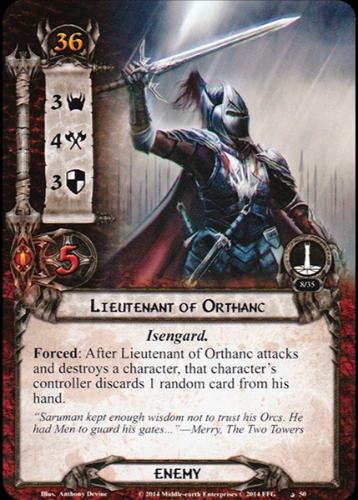 36
3
4
3
5
8/35
Lieutenant of Orthanc
Isengard.
Forced: After Lieutenant of Orthanc attacks
and destroys a character, that character's
controller discards 1 random card from his
hand.
"Saruman kept enough wisdom not to trust his Orcs. He
had Men to guard his gates..."—Merry, The Two Towers
Illus. Anthony Devine
ENEMY
© 2014 Middle-earth Enterprises © 2014 FFG
50